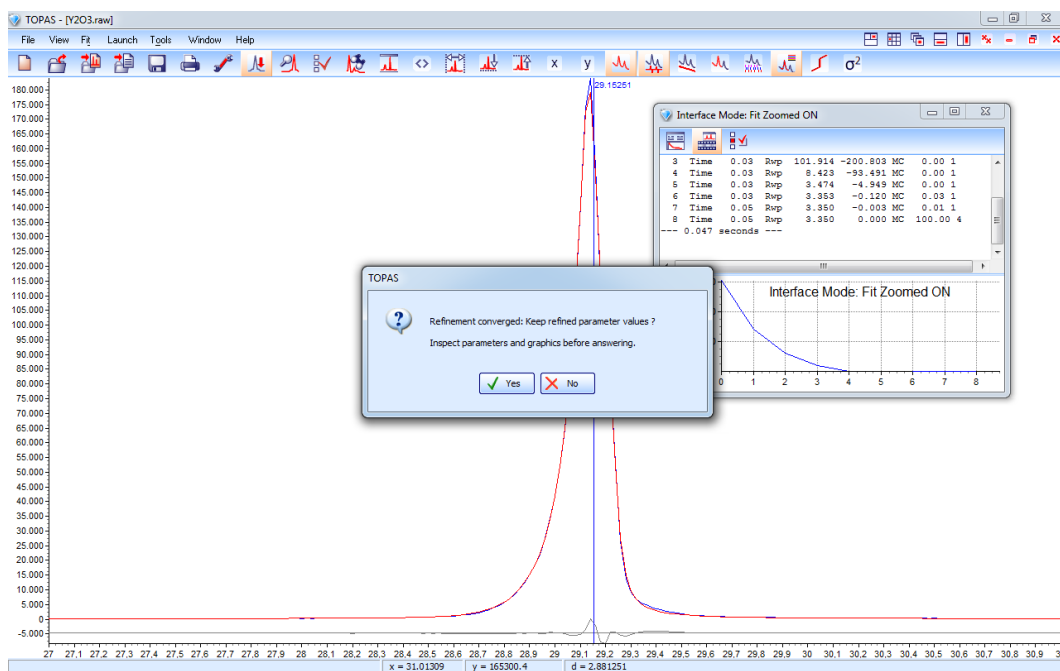 TOPAS - [Y2O3.raw]
File View Fit Launch Tools Window Help
x y σ²
180.000
175.000
170.000
165.000
160.000
155.000
150.000
145.000
140.000
135.000
130.000
125.000
120.000
115.000
110.000
105.000
100.000
95.000
90.000
85.000
80.000
75.000
70.000
65.000
60.000
55.000
50.000
45.000
40.000
35.000
30.000
25.000
20.000
15.000
10.000
5.000
0
-5.000
29.15251
Interface Mode: Fit Zoomed ON
3 Time 0.03 Rwp 101.914 -200.803 MC 0.00 1
4 Time 0.03 Rwp 8.423 -93.491 MC 0.00 1
5 Time 0.03 Rwp 3.474 -4.949 MC 0.00 1
6 Time 0.03 Rwp 3.353 -0.120 MC 0.03 1
7 Time 0.05 Rwp 3.350 -0.003 MC 0.01 1
8 Time 0.05 Rwp 3.350 0.000 MC 100.00 4
--- 0.047 seconds ---
Interface Mode: Fit Zoomed ON
0 1 2 3 4 5 6 7 8
TOPAS
Refinement converged: Keep refined parameter values ?
Inspect parameters and graphics before answering.
Yes No
27 27,1 27,2 27,3 27,4 27,5 27,6 27,7 27,8 27,9 28 28,1 28,2 28,3 28,4 28,5 28,6 28,7 28,8 28,9 29 29,1 29,2 29,3 29,4 29,5 29,6 29,7 29,8 29,9 30 30,1 30,2 30,3 30,4 30,5 30,6 30,7 30,8 30,9
x = 31.01309 y = 165300.4 d = 2.881251